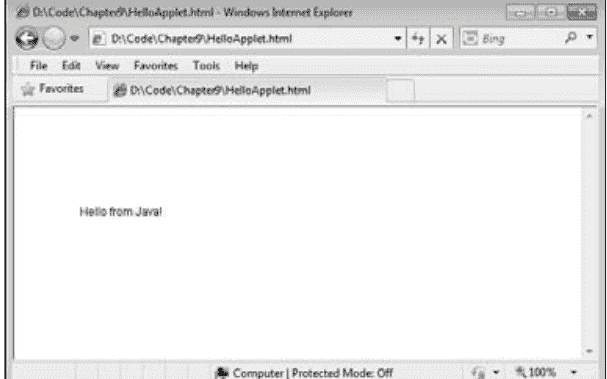 D:\Code\Chapter9\HelloApplet.html - Windows Internet Explorer
D:\Code\Chapter9\HelloApplet.html
Bing
File Edit View Favorites Tools Help
Favorites
D:\Code\Chapter9\HelloApplet.html
Hello from Java!
Computer | Protected Mode: Off
100%